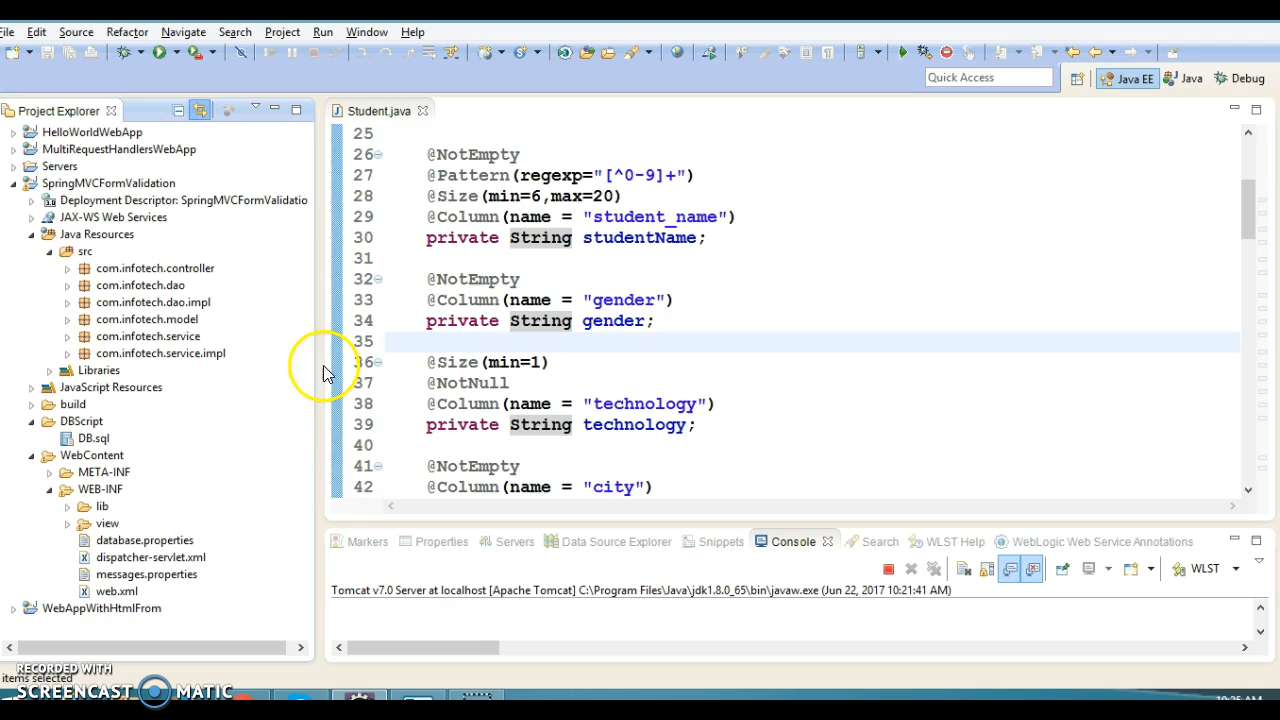 File Edit Source Refactor Navigate Search Project Run Window Help
Quick Access
Java EE
Java
Debug
Project Explorer
HelloWorldWebApp
MultiRequestHandlersWebApp
Servers
SpringMVCFormValidation
Deployment Descriptor: SpringMVCFormValidatio
JAX-WS Web Services
Java Resources
src
com.infotech.controller
com.infotech.dao
com.infotech.dao.impl
com.infotech.model
com.infotech.service
com.infotech.service.impl
Libraries
JavaScript Resources
build
DBScript
DB.sql
WebContent
META-INF
WEB-INF
lib
view
database.properties
dispatcher-servlet.xml
messages.properties
web.xml
WebAppWithHtmlFrom
Student.java
25
26 @NotEmpty
27 @Pattern(regexp="[^0-9]+")
28 @Size(min=6,max=20)
29 @Column(name = "student_name")
30 private String studentName;
31
32 @NotEmpty
33 @Column(name = "gender")
34 private String gender;
35
36 @Size(min=1)
37 @NotNull
38 @Column(name = "technology")
39 private String technology;
40
41 @NotEmpty
42 @Column(name = "city")
Markers Properties Servers Data Source Explorer Snippets Console Search WLST Help WebLogic Web Service Annotations
WLST
Tomcat v7.0 Server at localhost [Apache Tomcat] C:\Program Files\Java\jdk1.8.0_65\bin\javaw.exe (Jun 22, 2017 10:21:41 AM)
RECORDED WITH
items selected
SCREENCAST MATIC